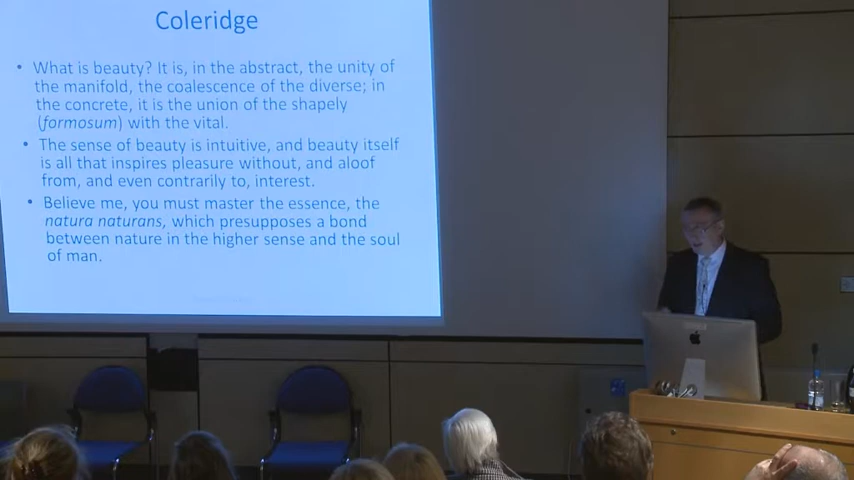 Coleridge
• What is beauty? It is, in the abstract, the unity of
the manifold, the coalescence of the diverse; in
the concrete, it is the union of the shapely
(formosum) with the vital.
• The sense of beauty is intuitive, and beauty itself
is all that inspires pleasure without, and aloof
from, and even contrarily to, interest.
• Believe me, you must master the essence, the
natura naturans, which presupposes a bond
between nature in the higher sense and the soul
of man.